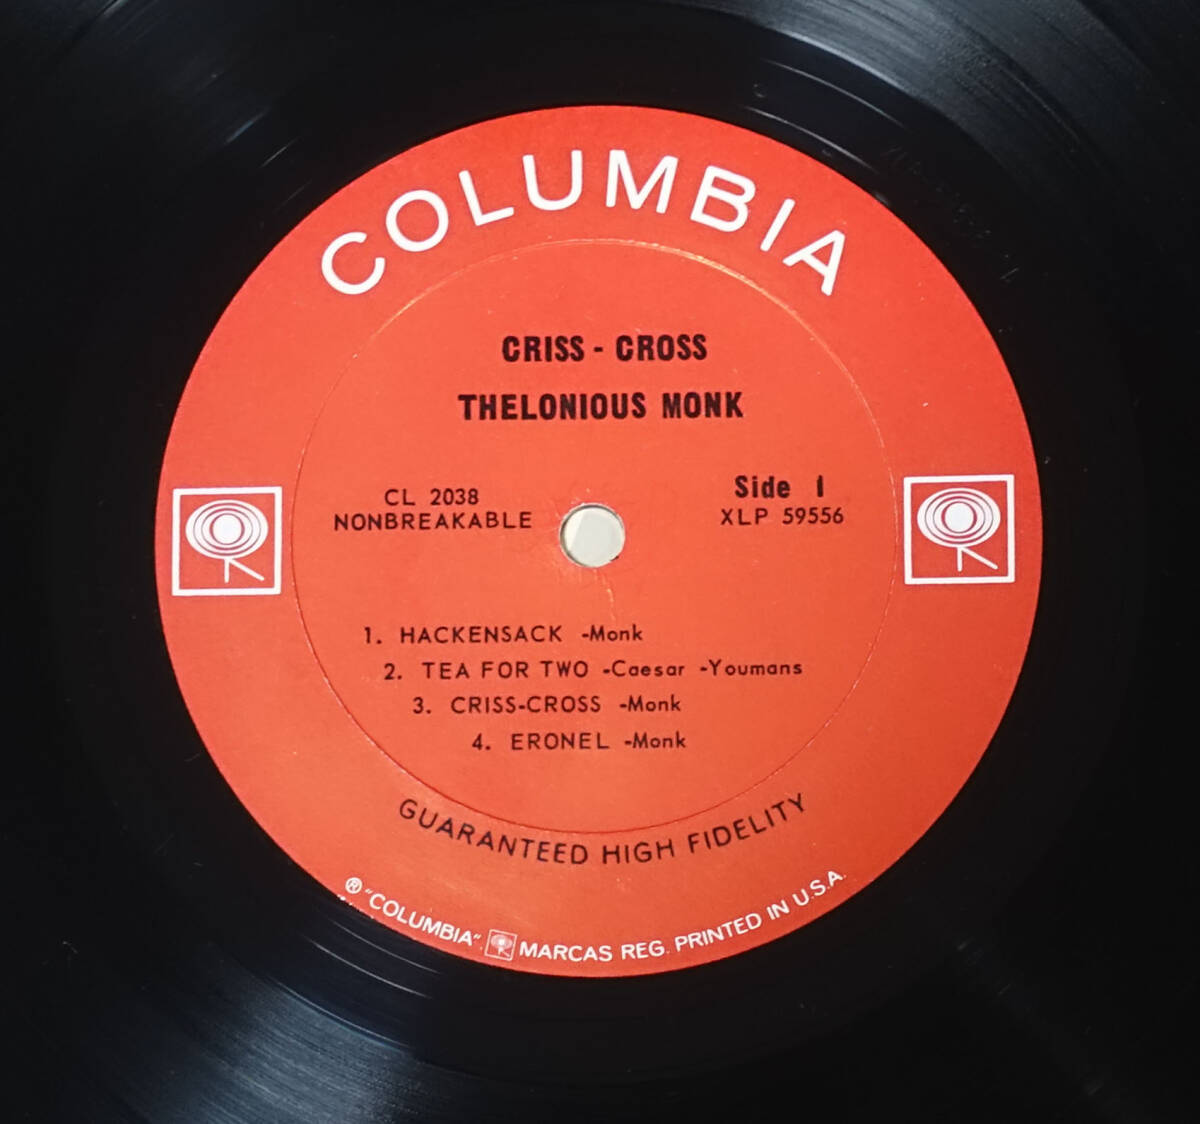 COLUMBIA
CRISS - CROSS
THELONIOUS MONK
CL 2038
NONBREAKABLE
Side 1
XLP 59556
1. HACKENSACK -Monk
2. TEA FOR TWO -Caesar -Youmans
3. CRISS-CROSS -Monk
4. ERONEL -Monk
GUARANTEED HIGH FIDELITY
® "COLUMBIA", MARCAS REG. PRINTED IN U.S.A.